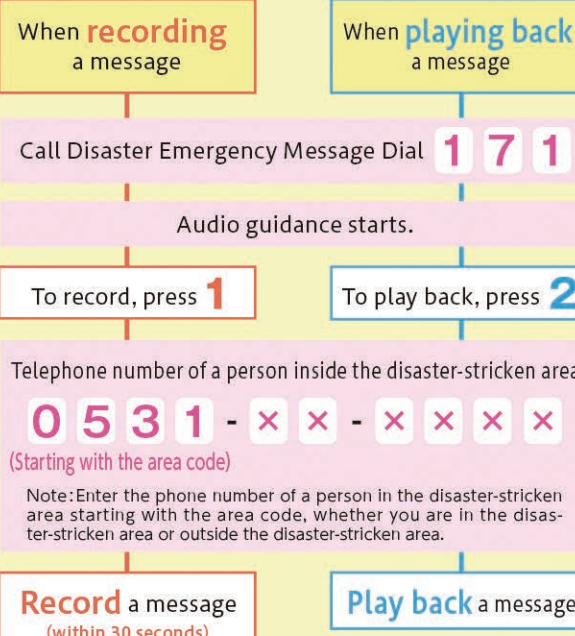 When recording
a message
When playing back
a message
Call Disaster Emergency Message Dial 1 7 1
Audio guidance starts.
To record, press 1
To play back, press 2
Telephone number of a person inside the disaster-stricken area
0 5 3 1 - × × - × × × ×
(Starting with the area code)
Note: Enter the phone number of a person in the disaster-stricken
area starting with the area code, whether you are in the disas-
ter-stricken area or outside the disaster-stricken area.
Record a message
(within 30 seconds)
Play back a message